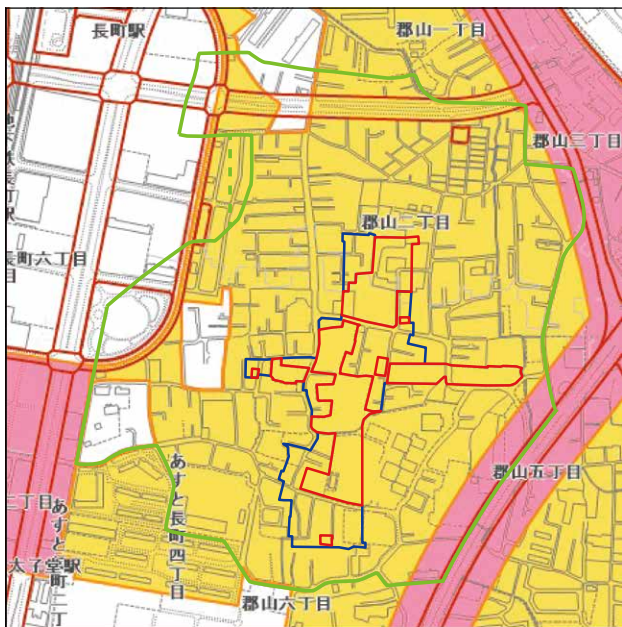 長町駅
郡山一丁目
郡山三丁目
郡山二丁目
長町六丁目
郡山五丁目
二丁目
あすと長町四丁目
太子堂駅
郡山六丁目